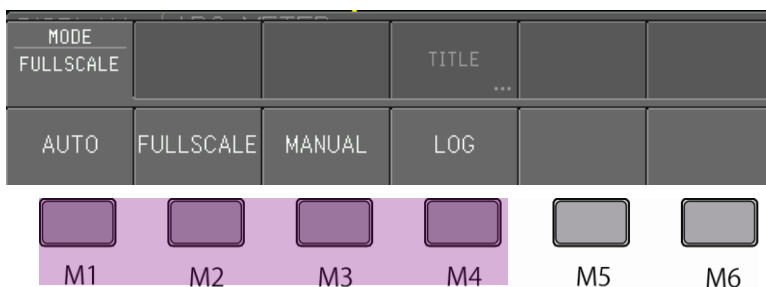 MODE
FULLSCALE
TITLE
...
AUTO FULLSCALE MANUAL LOG
M1 M2 M3 M4 M5 M6